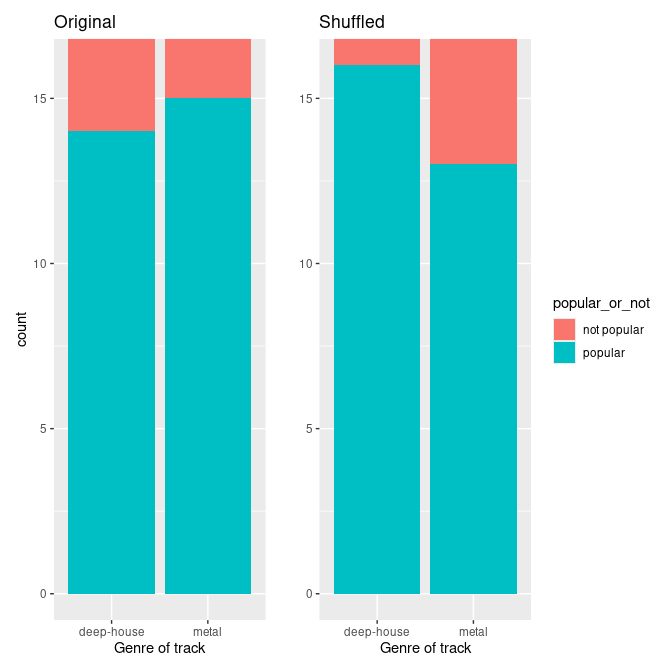 Original
Shuffled
15
10
5
0
count
deep-house
metal
Genre of track
15
10
5
0
deep-house
metal
Genre of track
popular_or_not
not popular
popular